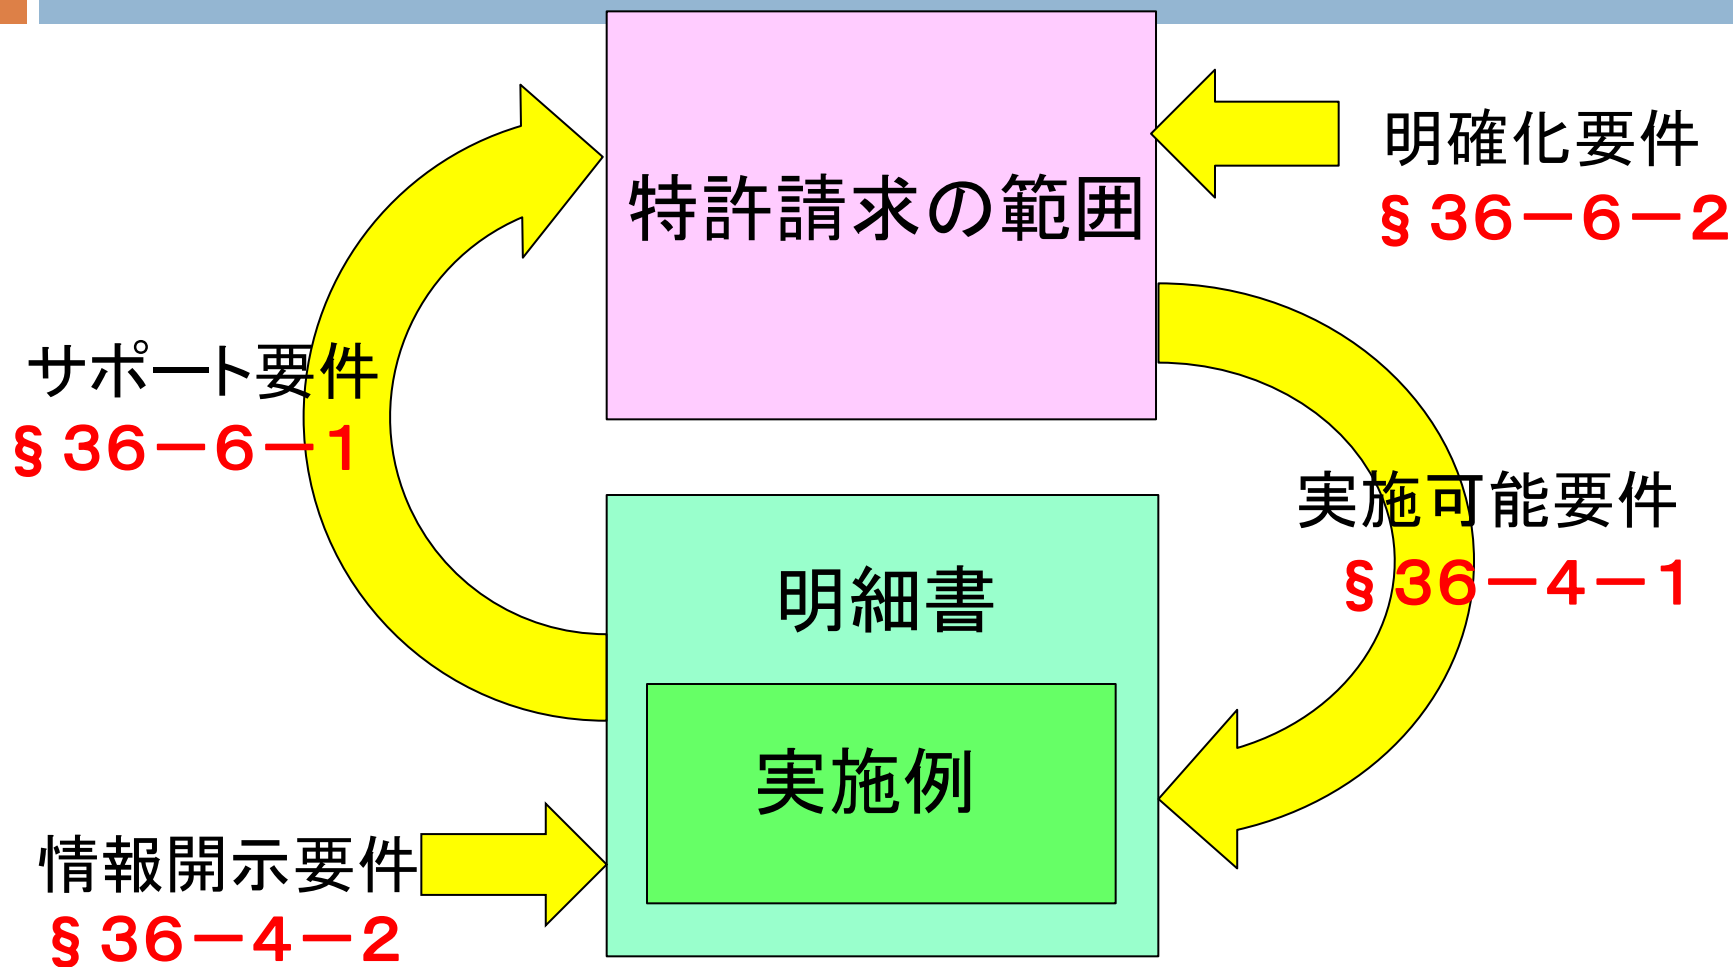 特許請求の範囲
明確化要件
§３６－６－２
サポート要件
§３６－６－１
実施可能要件
§３６－４－１
明細書
実施例
情報開示要件
§３６－４－２